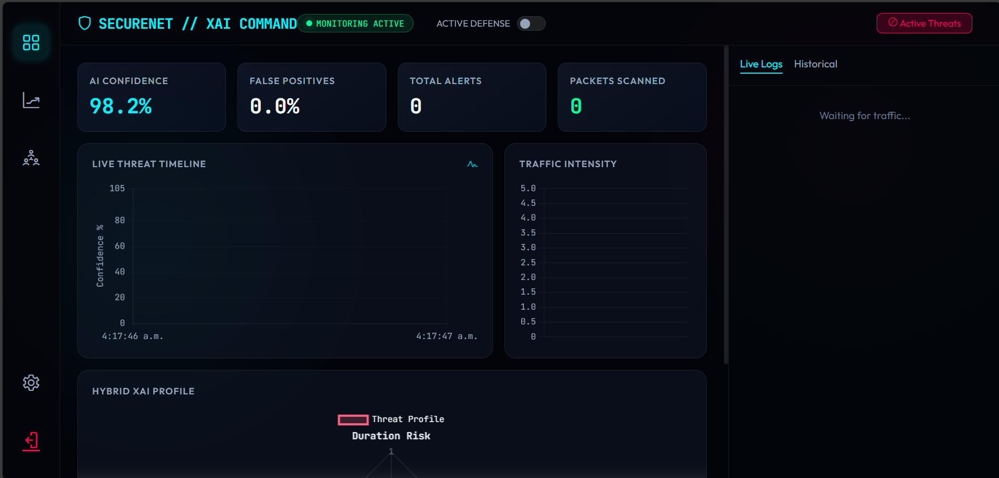 SECURENET // XAI COMMAND
MONITORING ACTIVE
ACTIVE DEFENSE
Active Threats
AI CONFIDENCE
98.2%
FALSE POSITIVES
0.0%
TOTAL ALERTS
0
PACKETS SCANNED
0
Live Logs
Historical
Waiting for traffic...
LIVE THREAT TIMELINE
105
80
60
40
20
0
Confidence %
4:17:46 a.m.
4:17:47 a.m.
TRAFFIC INTENSITY
5.0
4.5
4.0
3.5
3.0
2.5
2.0
1.5
1.0
0.5
0
HYBRID XAI PROFILE
Threat Profile
Duration Risk
1